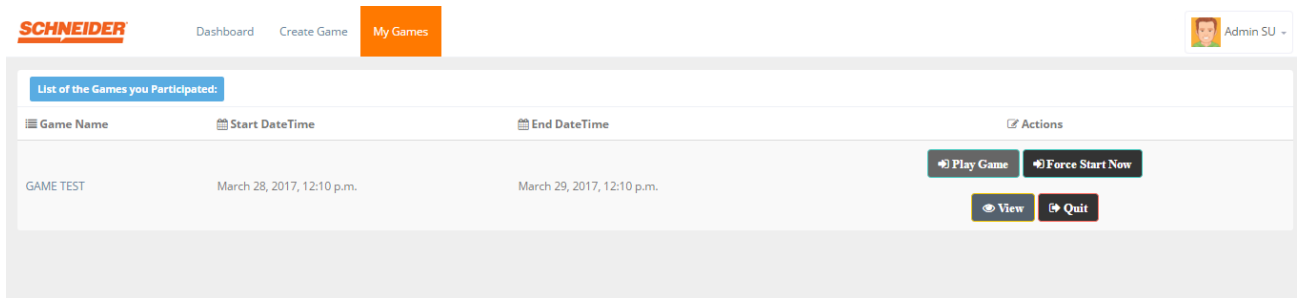 SCHNEIDER
Dashboard Create Game My Games
Admin SU
List of the Games you Participated:
Game Name Start DateTime End DateTime Actions
Play Game Force Start Now
GAME TEST March 28, 2017, 12:10 p.m. March 29, 2017, 12:10 p.m.
View Quit